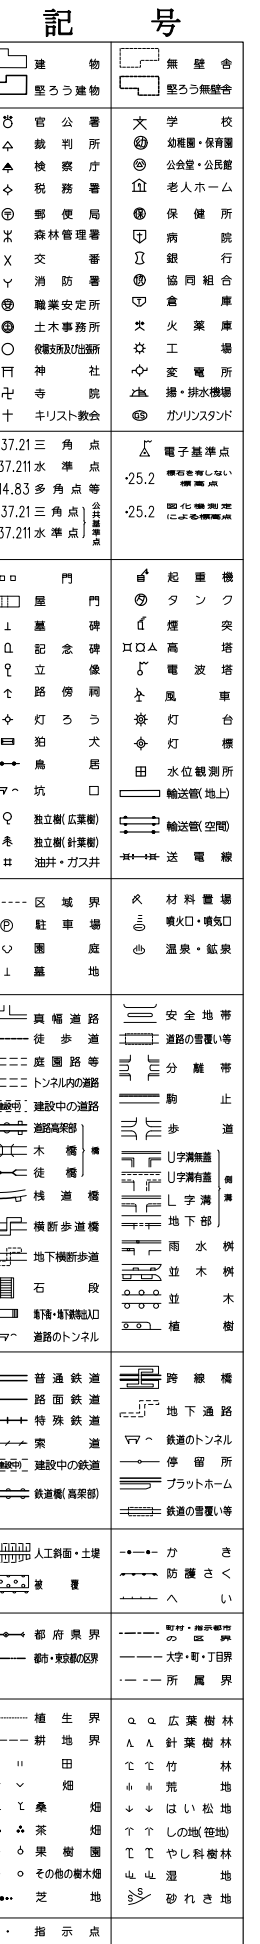 記 号
建 物
無 壁 舎
堅ろう建物
堅ろう無壁舎
官 公 署
学 校
裁 判 所
幼稚園・保育園
検 察 庁
公会堂・公民館
税 務 署
老人ホーム
郵 便 局
保 健 所
森林管理署
病 院
交 番
銀 行
消 防 署
協同組合
職業安定所
倉 庫
土木事務所
火 薬 庫
役場支所及び出張所
工 場
神 社
変 電 所
寺 院
揚・排水機場
キリスト教会
ガソリンスタンド
37.21 三 角 点
電子基準点
37.211 水 準 点
・25.2 標石を有しない標高点
4.83 多角点等
37.21 三 角 点
・25.2 図化機測定による標高点
37.211 水 準 点
公共基準点
門
起 重 機
屋 門
タ ン ク
墓 碑
煙 突
記 念 碑
高 塔
立 像
電 波 塔
路 傍 祠
風 車
灯 ろ う
灯 台
狛 犬
灯 標
鳥 居
水位観測所
坑 口
輸送管(地上)
独立樹(広葉樹)
輸送管(空間)
独立樹(針葉樹)
送 電 線
油井・ガス井
区 域 界
材料置場
駐 車 場
噴火口・噴気口
園 庭
温泉・鉱泉
墓 地
真幅道路
安全地帯
徒 歩 道
道路の雪覆い等
庭園路等
分 離 帯
トンネル内の道路
建設中の道路
駒 止
道路高架部
歩 道
木 橋
橋
徒 橋
U字溝無蓋
桟 道 橋
U字溝有蓋
側溝
L 字 溝
横断歩道橋
地 下 部
地下横断歩道
雨 水 桝
石 段
並 木 桝
地下街・地下鉄等出入口
並 木
道路のトンネル
植 樹
普通鉄道
跨 線 橋
路面鉄道
地下通路
特殊鉄道
索 道
鉄道のトンネル
建設中の鉄道
停 留 所
プラットホーム
鉄道橋(高架部)
鉄道の雪覆い等
人工斜面・土堤
か き
被 覆
防護さく
へ い
都府県界
町村・指示都市の区界
都市・東京都の区界
大字・町・丁目界
所 属 界
植 生 界
広葉樹林
耕 地 界
針葉樹林
田
竹 林
畑
荒 地
桑 畑
はい松地
茶 畑
しの地(笹地)
果 樹 園
やし科樹林
その他の樹木畑
湿 地
芝 地
砂れき地
指 示 点